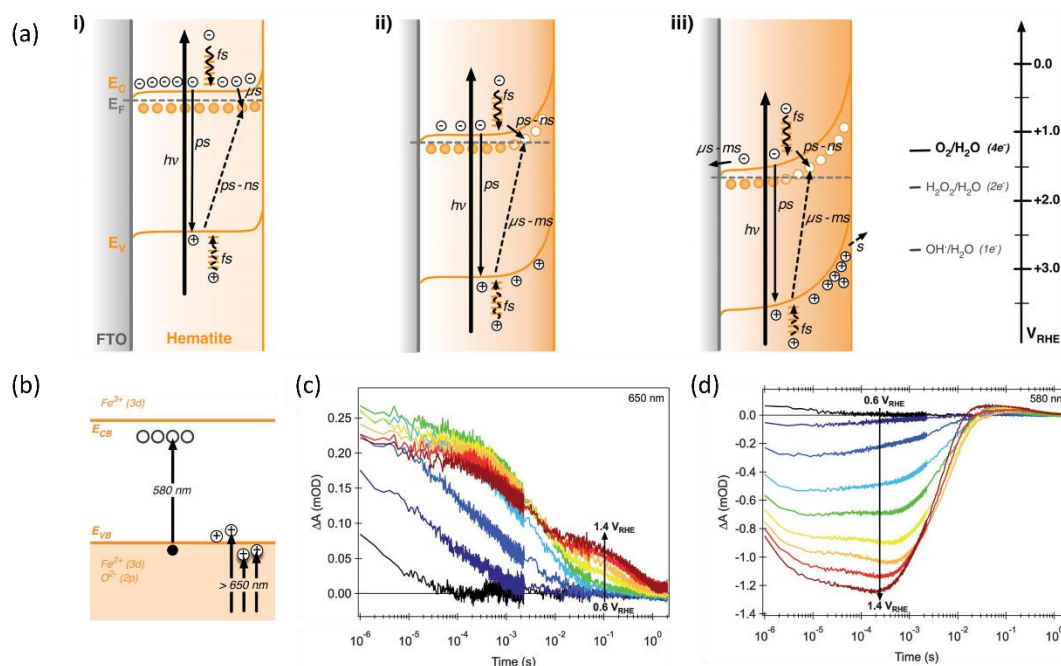 (a)
i)
ii)
iii)
fs
E_C
E_F
μs
ps
ps-ns
hν
E_V
fs
FTO
Hematite
fs
ps-ns
ps
hν
μs-ms
fs
μs-ms
fs
ps-ns
ps
hν
μs-ms
s
fs
0.0
+1.0
O₂/H₂O (4e⁻)
H₂O₂/H₂O (2e⁻)
+2.0
OH·/H₂O (1e⁻)
+3.0
V_RHE
(b)
Fe³⁺ (3d)
E_CB
580 nm
E_VB
Fe²⁺ (3d)
O²⁻ (2p)
> 650 nm
(c)
650 nm
0.25
0.20
0.15
0.10
0.05
0.00
ΔA (mOD)
1.4 V_RHE
0.6 V_RHE
10⁻⁶ 10⁻⁵ 10⁻⁴ 10⁻³ 10⁻² 10⁻¹ 10⁰
Time (s)
(d)
580 nm
0.0
-0.2
-0.4
-0.6
-0.8
-1.0
-1.2
-1.4
ΔA (mOD)
0.6 V_RHE
1.4 V_RHE
10⁻⁶ 10⁻⁵ 10⁻⁴ 10⁻³ 10⁻² 10⁻¹ 10⁰
Time (s)